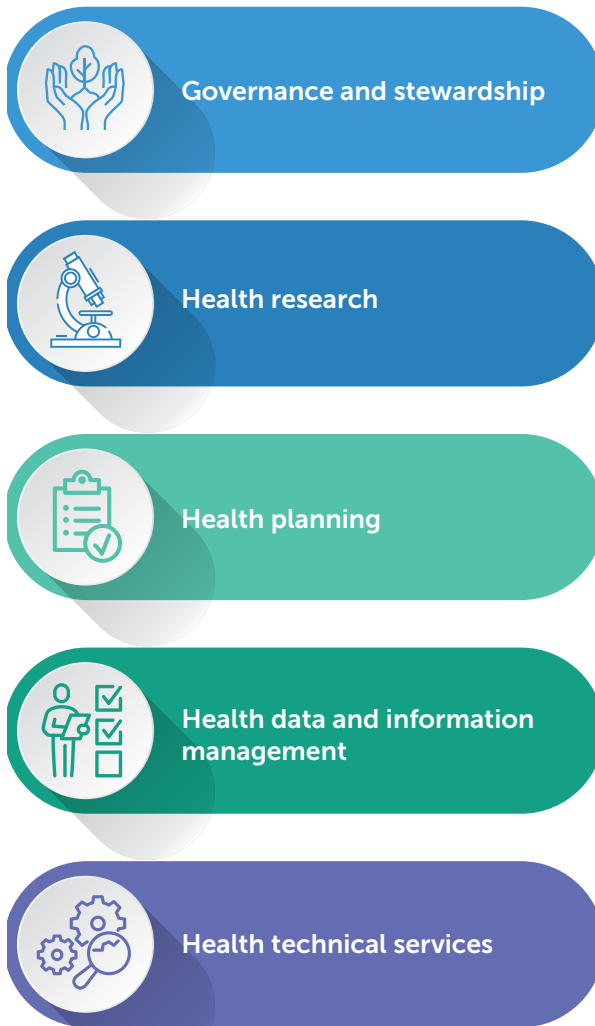 Governance and stewardship
Health research
Health planning
Health data and information
management
Health technical services